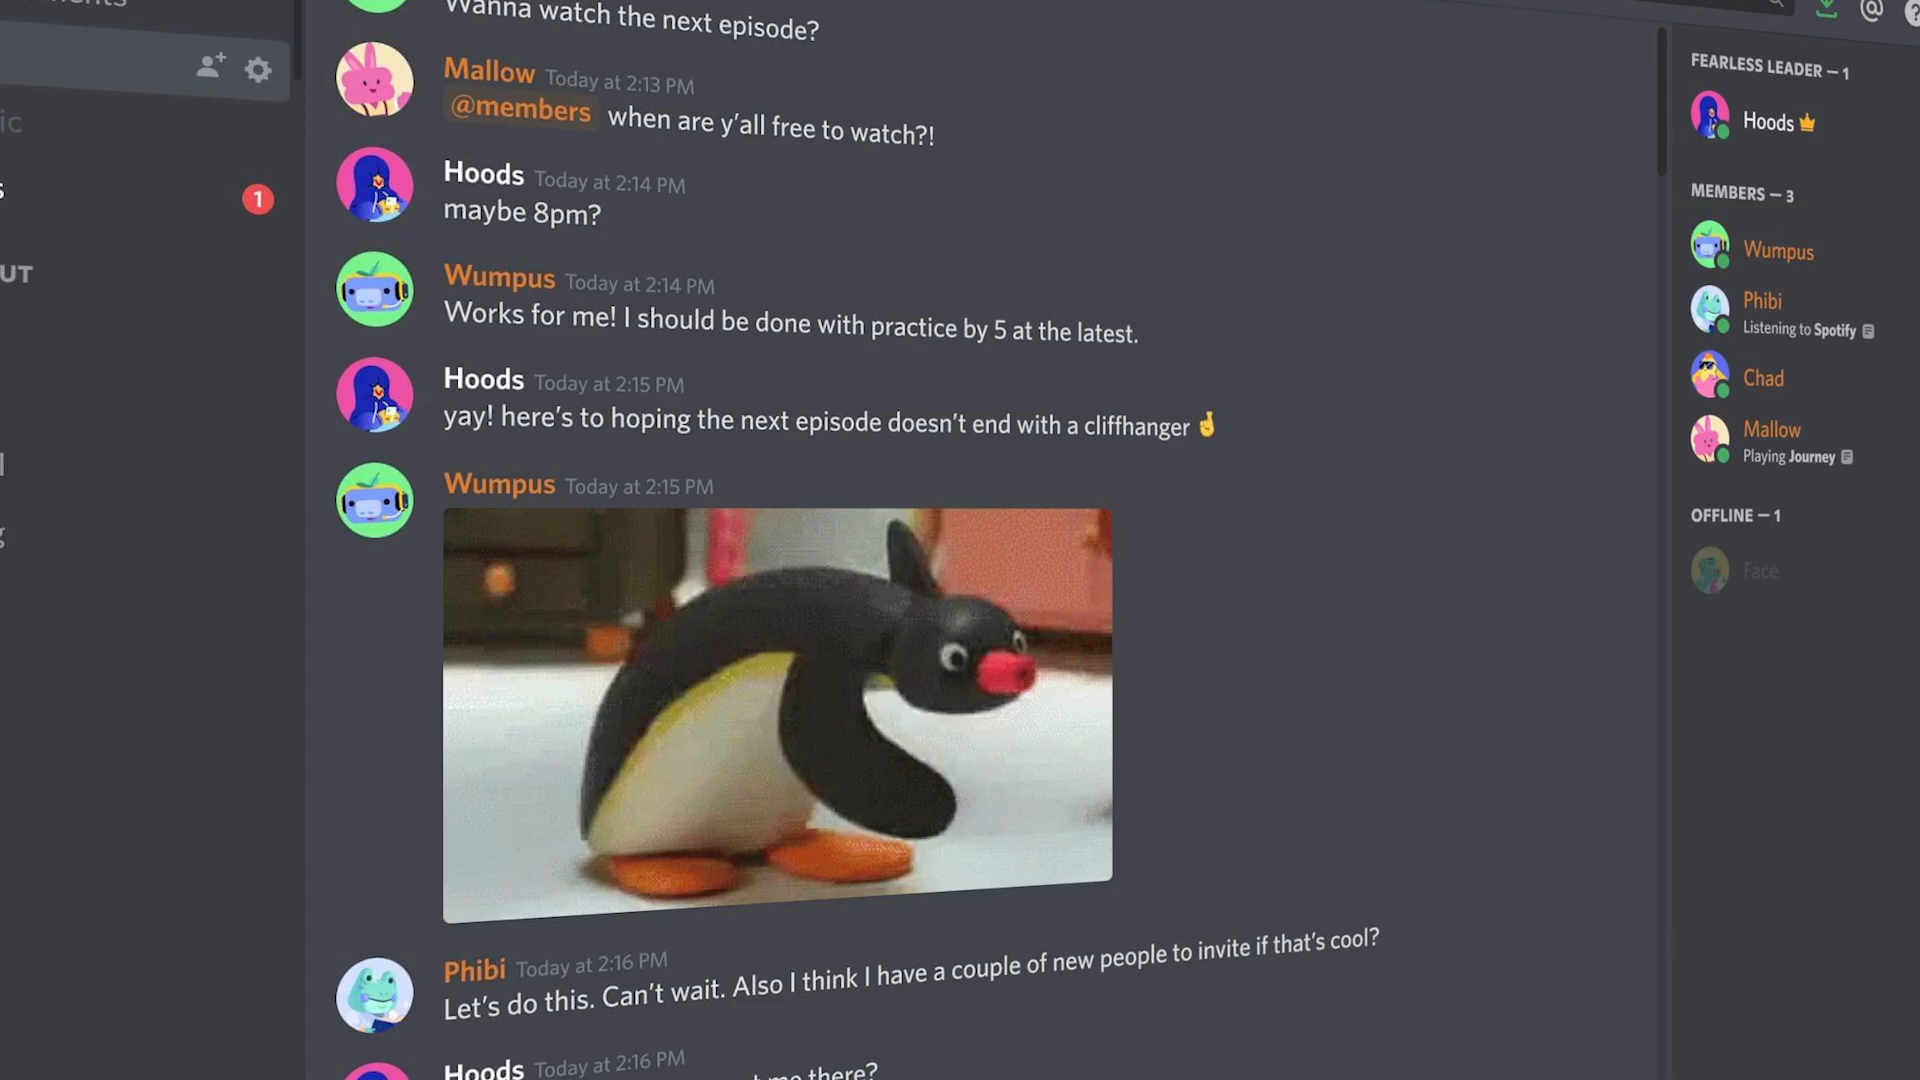 Wanna watch the next episode?
Mallow Today at 2:13 PM
@members when are y'all free to watch?!
Hoods Today at 2:14 PM
maybe 8pm?
Wumpus Today at 2:14 PM
Works for me! I should be done with practice by 5 at the latest.
Hoods Today at 2:15 PM
yay! here's to hoping the next episode doesn't end with a cliffhanger 🤞
Wumpus Today at 2:15 PM
Phibi Today at 2:16 PM
Let's do this. Can't wait. Also I think I have a couple of new people to invite if that's cool?
Hoods Today at 2:16 PM
me there?
ic
s
1
UT
FEARLESS LEADER — 1
Hoods
MEMBERS — 3
Wumpus
Phibi
Listening to Spotify
Chad
Mallow
Playing Journey
OFFLINE — 1
Face